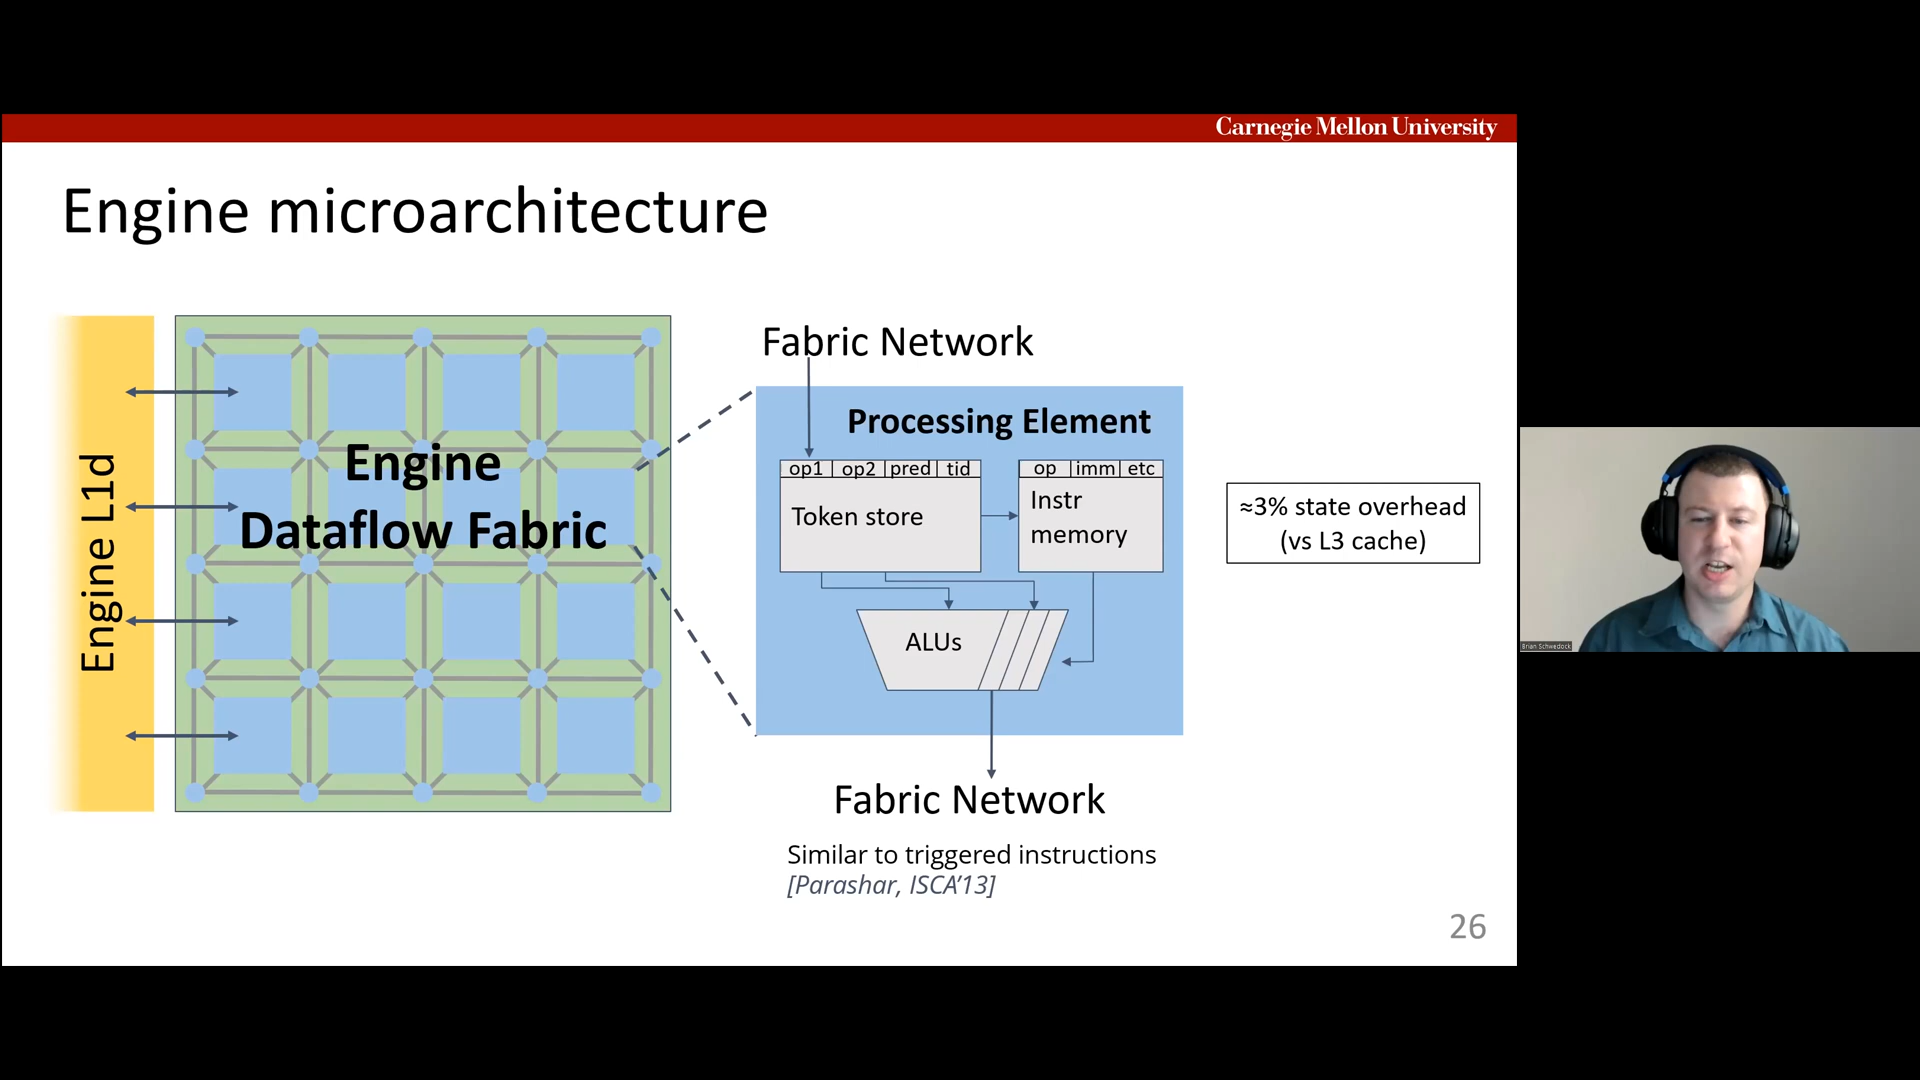 Carnegie Mellon University
Engine microarchitecture
Engine L1d
Engine
Dataflow Fabric
Fabric Network
Processing Element
op1 op2 pred tid
Token store
op imm etc
Instr
memory
ALUs
Fabric Network
Similar to triggered instructions
[Parashar, ISCA’13]
≈3% state overhead
(vs L3 cache)
26
Brian Schwedock